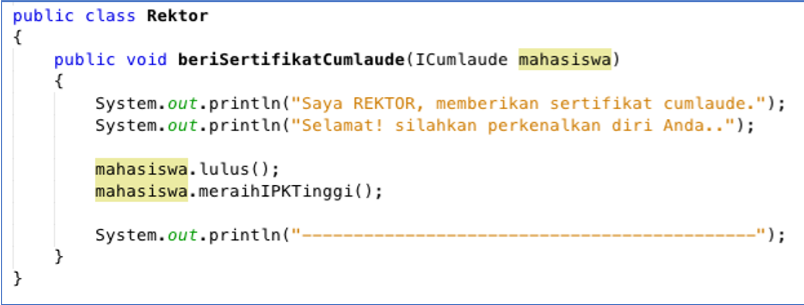 public class Rektor
{
    public void beriSertifikatCumlaude(ICumlaude mahasiswa)
    {
        System.out.println("Saya REKTOR, memberikan sertifikat cumlaude.");
        System.out.println("Selamat! silahkan perkenalkan diri Anda..");
        mahasiswa.lulus();
        mahasiswa.meraihIPKTinggi();
        System.out.println("--------------------------------------------");
    }
}